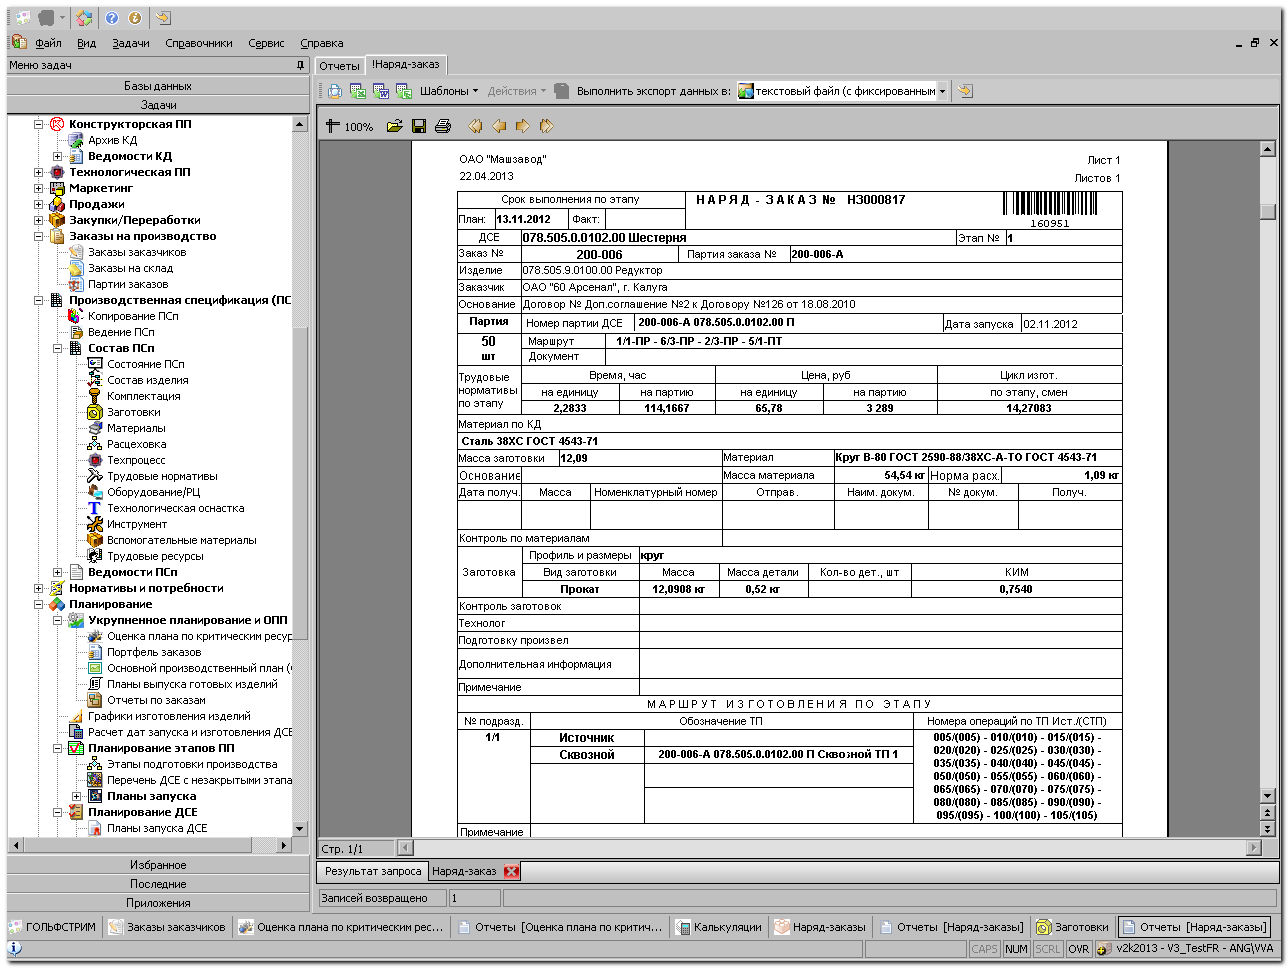 Файл Вид Задачи Справочники Сервис Справка
Меню задач
Базы данных
Задачи
Конструкторская ПП
Архив КД
Ведомости КД
Технологическая ПП
Маркетинг
Продажи
Закупки/Переработки
Заказы на производство
Заказы заказчиков
Заказы на склад
Партии заказов
Производственная спецификация (ПС
Копирование ПСп
Ведение ПСп
Состав ПСп
Состояние ПСп
Состав изделия
Комплектация
Заготовки
Материалы
Расцеховка
Техпроцесс
Трудовые нормативы
Оборудование/РЦ
Технологическая оснастка
Инструмент
Вспомогательные материалы
Трудовые ресурсы
Ведомости ПСп
Нормативы и потребности
Планирование
Укрупненное планирование и ОПП
Оценка плана по критическим ресур
Портфель заказов
Основной производственный план (
Планы выпуска готовых изделий
Отчеты по заказам
Графики изготовления изделий
Расчет дат запуска и изготовления ДСЕ
Планирование этапов ПП
Этапы подготовки производства
Перечень ДСЕ с незакрытыми этапа
Планы запуска
Планирование ДСЕ
Планы запуска ДСЕ
Избранное
Последние
Приложения
Отчеты !Наряд-заказ
Шаблоны Действия Выполнить экспорт данных в: текстовый файл (с фиксированным
100%
ОАО "Машзавод" Лист 1
22.04.2013 Листов 1
Срок выполнения по этапу НАРЯД - ЗАКАЗ № НЗ000817
План: 13.11.2012 Факт: 160951
ДСЕ 078.505.0.0102.00 Шестерня Этап № 1
Заказ № 200-006 Партия заказа № 200-006-А
Изделие 078.505.9.0100.00 Редуктор
Заказчик ОАО "60 Арсенал", г. Калуга
Основание Договор № Доп.соглашение №2 к Договору №126 от 18.08.2010
Партия Номер партии ДСЕ 200-006-А 078.505.0.0102.00 П Дата запуска 02.11.2012
50 Маршрут 1/1-ПР - 6/3-ПР - 2/3-ПР - 5/1-ПТ
шт Документ
Трудовые нормативы по этапу Время, час Цена, руб Цикл изгот.
на единицу на партию на единицу на партию по этапу, смен
2,2833 114,1667 65,78 3 289 14,27083
Материал по КД
Сталь 38ХС ГОСТ 4543-71
Масса заготовки 12,09 Материал Круг В-80 ГОСТ 2590-88/38ХС-А-ТО ГОСТ 4543-71
Основание Масса материала 54,54 кг Норма расх. 1,09 кг
Дата получ. Масса Номенклатурный номер Отправ. Наим. докум. № докум. Получ.
Контроль по материалам
Заготовка Профиль и размеры круг
Вид заготовки Масса Масса детали Кол-во дет., шт КИМ
Прокат 12,0908 кг 0,52 кг 0,7540
Контроль заготовок
Технолог
Подготовку произвел
Дополнительная информация
Примечание
МАРШРУТ ИЗГОТОВЛЕНИЯ ПО ЭТАПУ
№ подразд. Обозначение ТП Номера операций по ТП Ист./(СТП)
1/1 Источник 005/(005) - 010/(010) - 015/(015) -
Сквозной 200-006-А 078.505.0.0102.00 П Сквозной ТП 1 020/(020) - 025/(025) - 030/(030) -
035/(035) - 040/(040) - 045/(045) -
050/(050) - 055/(055) - 060/(060) -
065/(065) - 070/(070) - 075/(075) -
080/(080) - 085/(085) - 090/(090) -
095/(095) - 100/(100) - 105/(105)
Примечание
Стр. 1/1
Результат запроса Наряд-заказ
Записей возвращено 1
ГОЛЬФСТРИМ Заказы заказчиков Оценка плана по критическим рес... Отчеты [Оценка плана по критич... Калькуляции Наряд-заказы Отчеты [Наряд-заказы] Заготовки Отчеты [Наряд-заказы]
CAPS NUM SCRL OVR v2k2013 - V3_TestFR - ANG\VVA